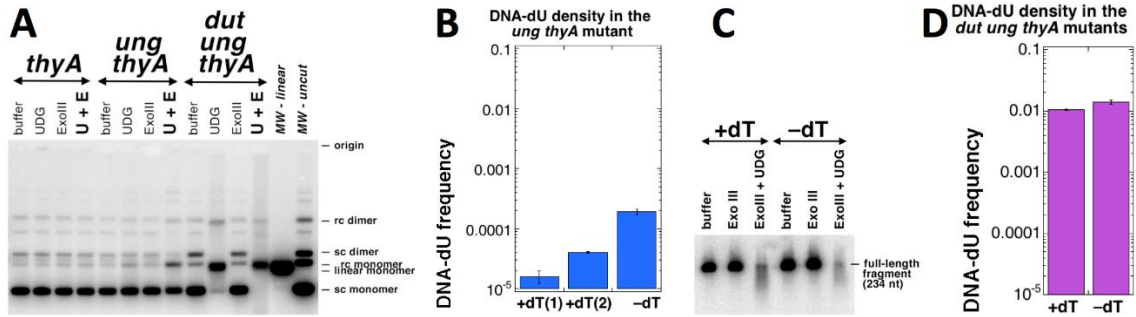 A
dut
ung ung
thyA thyA thyA
buffer
UDG
ExoIII
U + E
buffer
UDG
ExoIII
U + E
buffer
UDG
ExoIII
U + E
MW - linear
MW - uncut
origin
rc dimer
sc dimer
rc monomer
linear monomer
sc monomer
B
DNA-dU density in the
ung thyA mutant
DNA-dU frequency
0.1
0.01
0.001
0.0001
10-5
+dT(1) +dT(2) −dT
C
+dT −dT
buffer
Exo III
ExoIII + UDG
buffer
Exo III
ExoIII + UDG
full-length
fragment
(234 nt)
D
DNA-dU density in the
dut ung thyA mutants
DNA-dU frequency
0.1
0.01
0.001
0.0001
10-5
+dT −dT